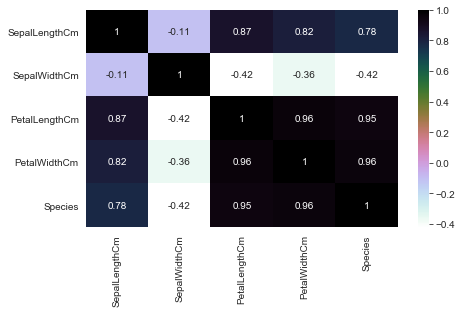 SepalLengthCm 1 -0.11 0.87 0.82 0.78
SepalWidthCm -0.11 1 -0.42 -0.36 -0.42
PetalLengthCm 0.87 -0.42 1 0.96 0.95
PetalWidthCm 0.82 -0.36 0.96 1 0.96
Species 0.78 -0.42 0.95 0.96 1
SepalLengthCm
SepalWidthCm
PetalLengthCm
PetalWidthCm
Species
1.0
0.8
0.6
0.4
0.2
0.0
−0.2
−0.4